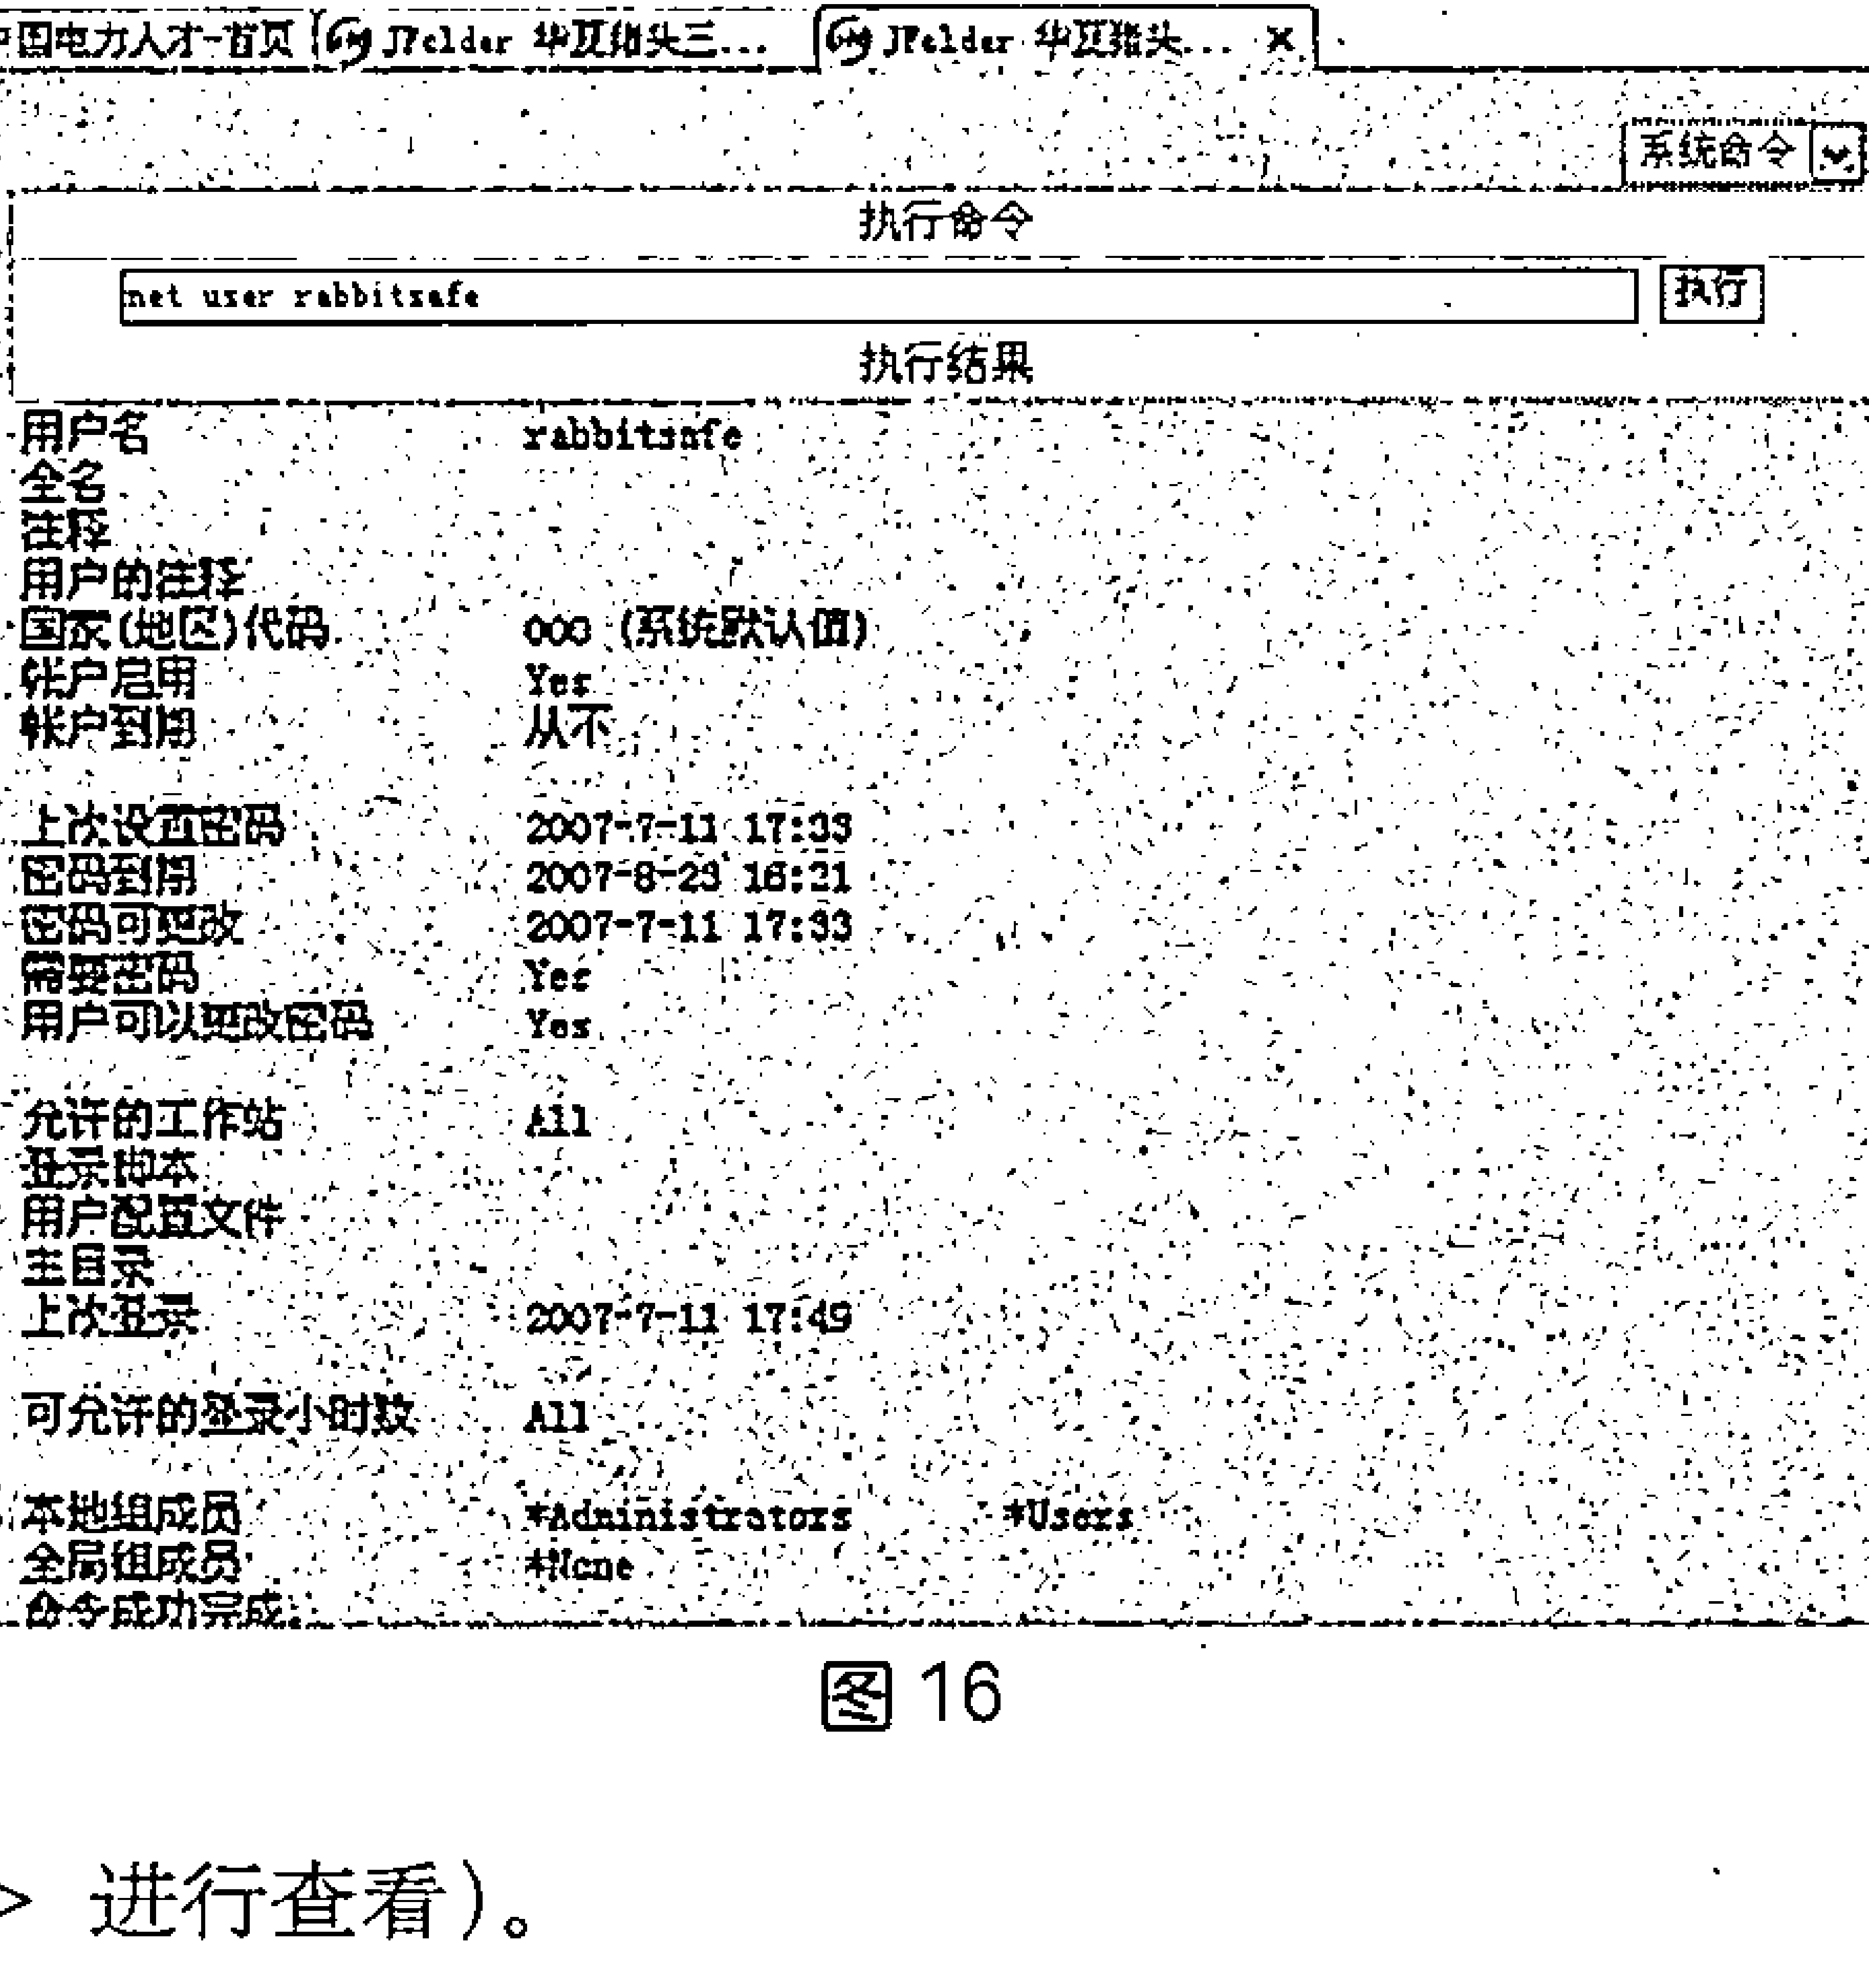 中国电力人才-首页 JFolder 华夏猪头三... JFolder 华夏猪头... ×
系统命令
执行命令
net user rabbitsafe 执行
执行结果
用户名 rabbitsafe
全名
注释
用户的注释
国家(地区)代码 000 (系统默认值)
帐户启用 Yes
帐户到期 从不
上次设置密码 2007-7-11 17:33
密码到期 2007-8-23 16:21
密码可更改 2007-7-11 17:33
需要密码 Yes
用户可以更改密码 Yes
允许的工作站 All
登录脚本
用户配置文件
主目录
上次登录 2007-7-11 17:49
可允许的登录小时数 All
本地组成员 *Administrators *Users
全局组成员 *None
命令成功完成。
图 16
> 进行查看)。